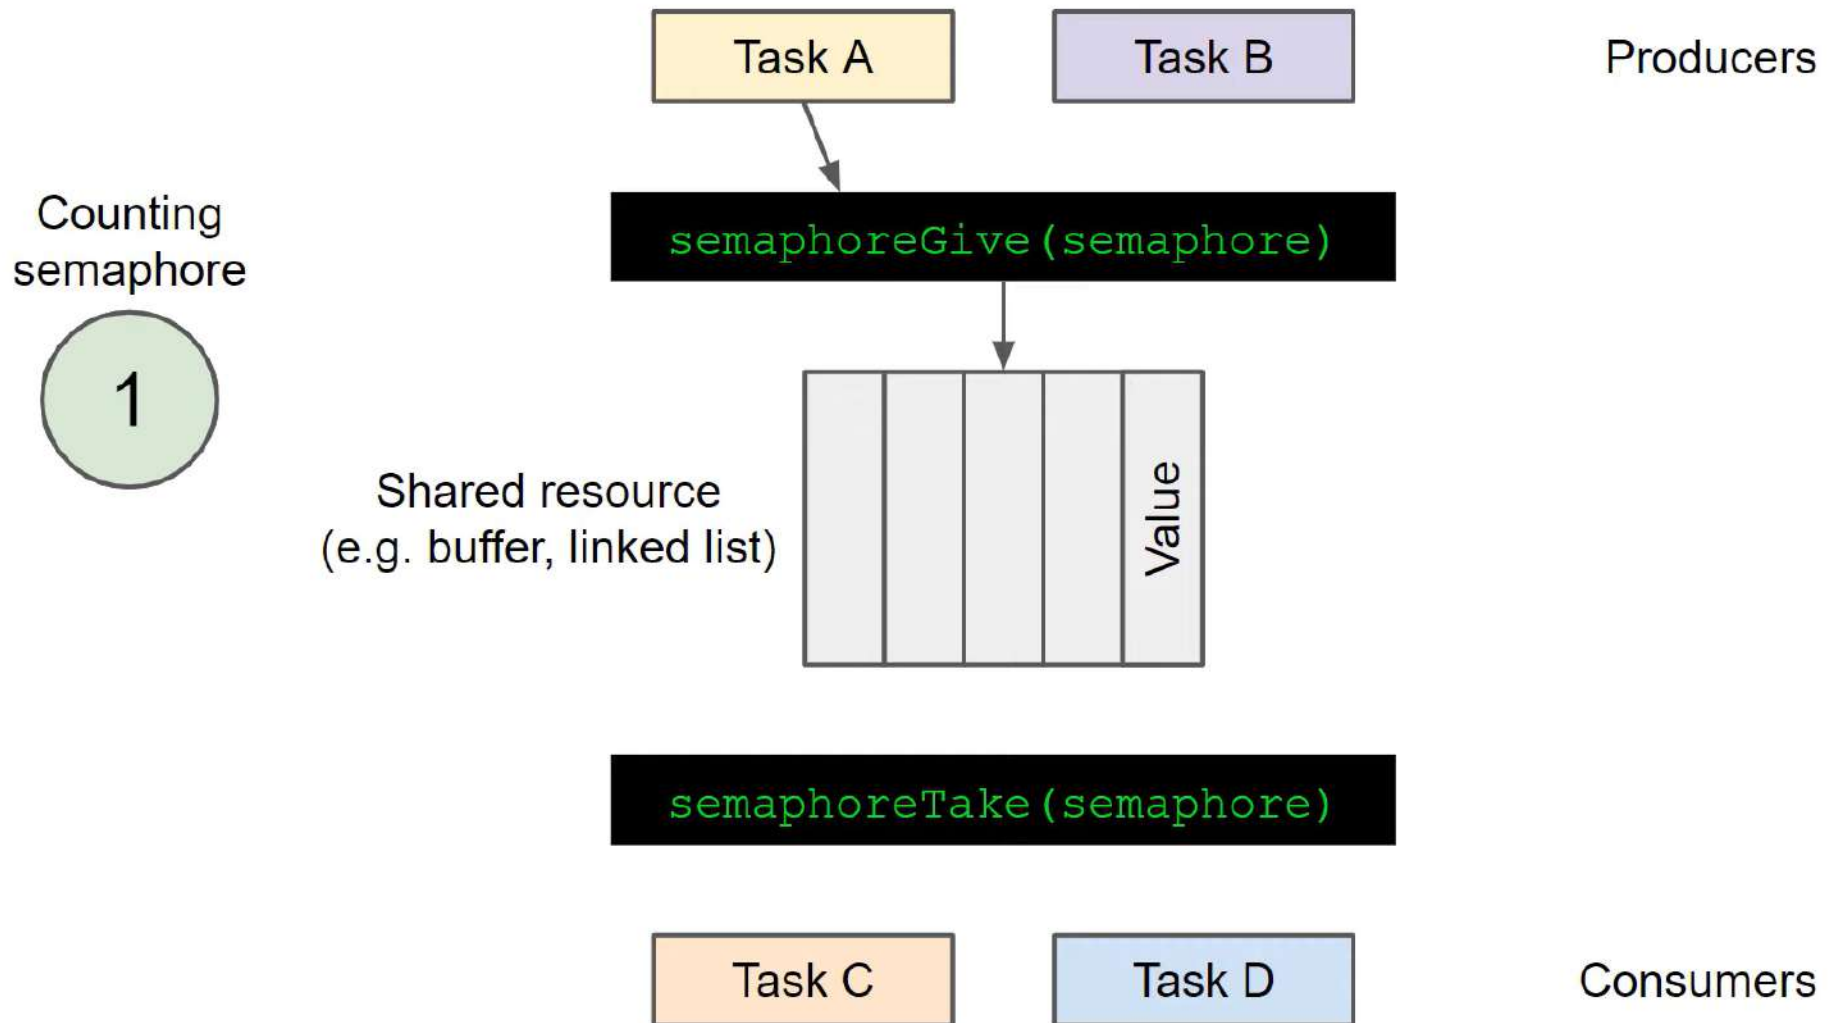 Task A
Task B
Producers
Counting
semaphore
semaphoreGive(semaphore)
1
Shared resource
(e.g. buffer, linked list)
Value
semaphoreTake(semaphore)
Task C
Task D
Consumers